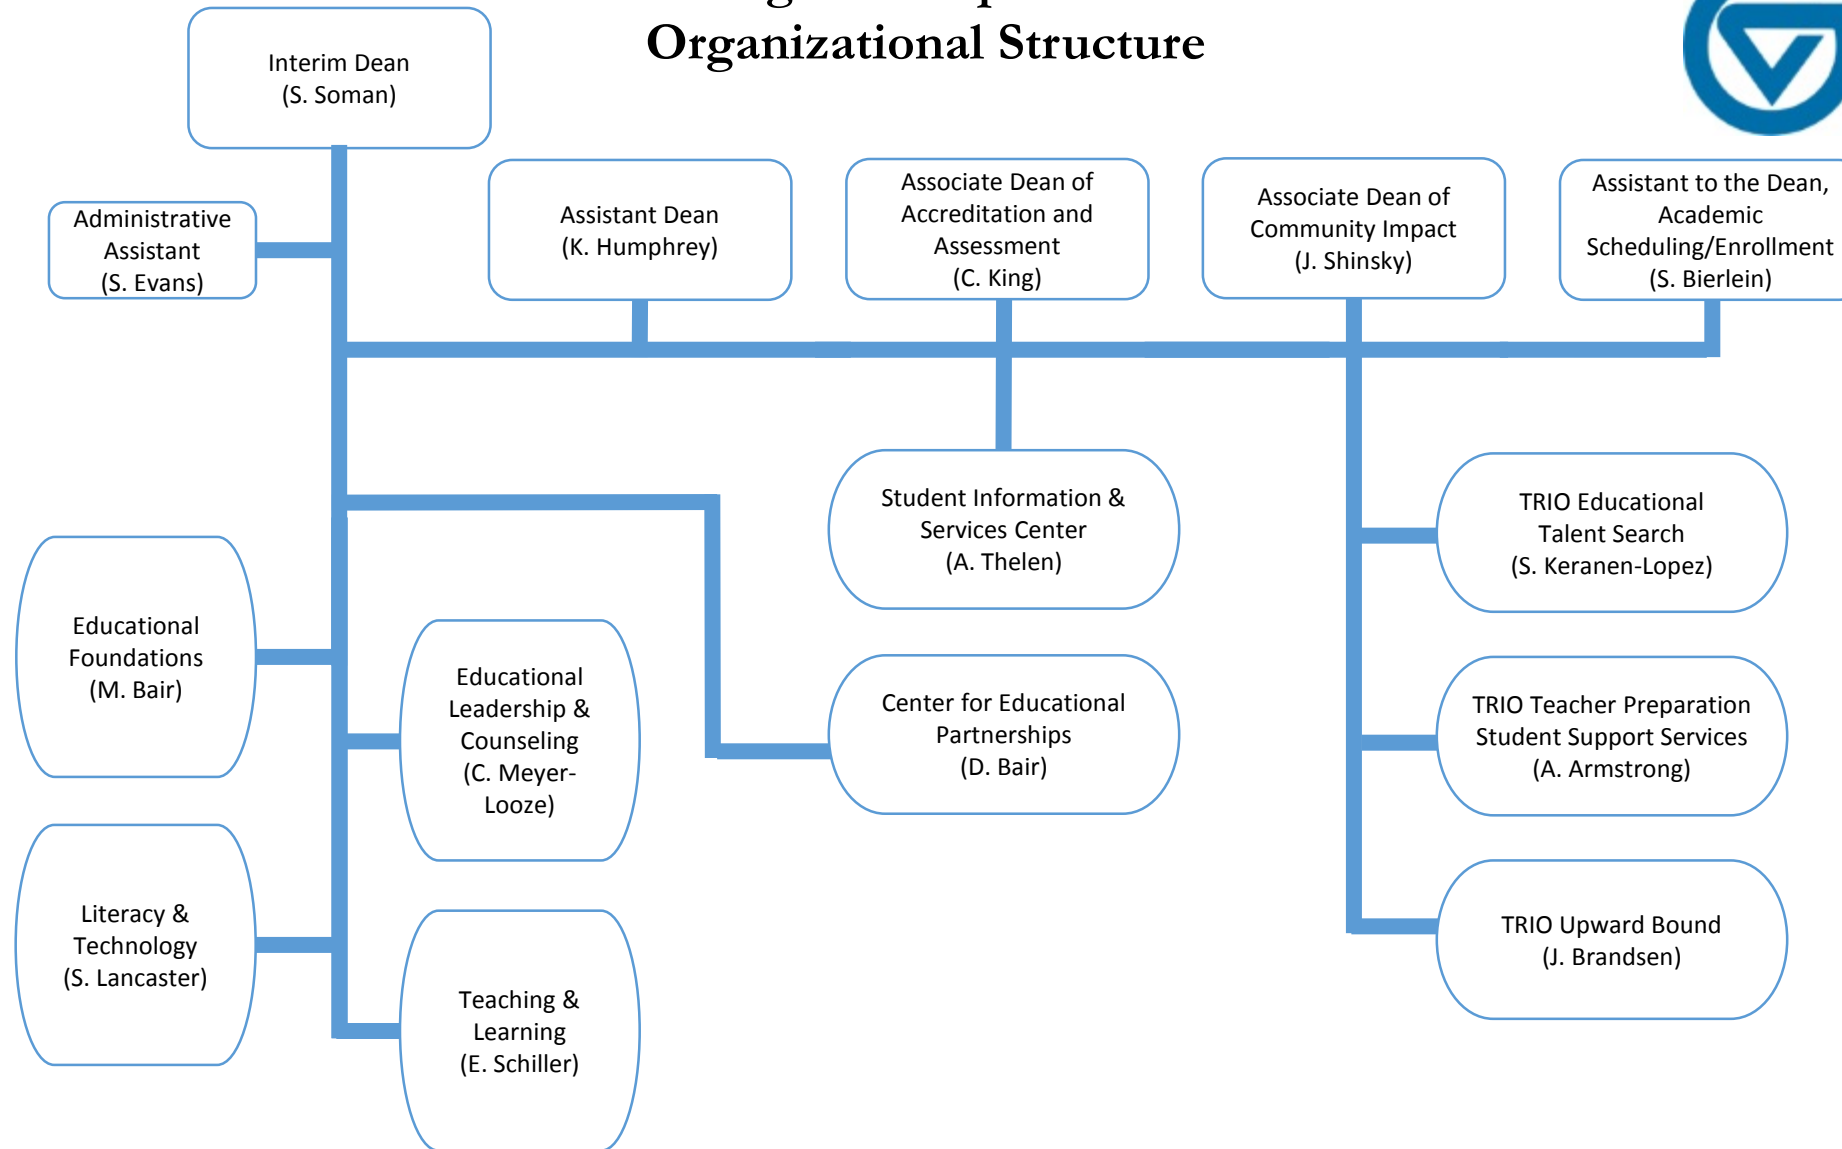 Organizational Structure
Interim Dean
(S. Soman)
Administrative
Assistant
(S. Evans)
Assistant Dean
(K. Humphrey)
Associate Dean of
Accreditation and
Assessment
(C. King)
Associate Dean of
Community Impact
(J. Shinsky)
Assistant to the Dean,
Academic
Scheduling/Enrollment
(S. Bierlein)
Student Information &
Services Center
(A. Thelen)
TRIO Educational
Talent Search
(S. Keranen-Lopez)
Educational
Foundations
(M. Bair)
Educational
Leadership &
Counseling
(C. Meyer-
Looze)
Center for Educational
Partnerships
(D. Bair)
TRIO Teacher Preparation
Student Support Services
(A. Armstrong)
Literacy &
Technology
(S. Lancaster)
Teaching &
Learning
(E. Schiller)
TRIO Upward Bound
(J. Brandsen)